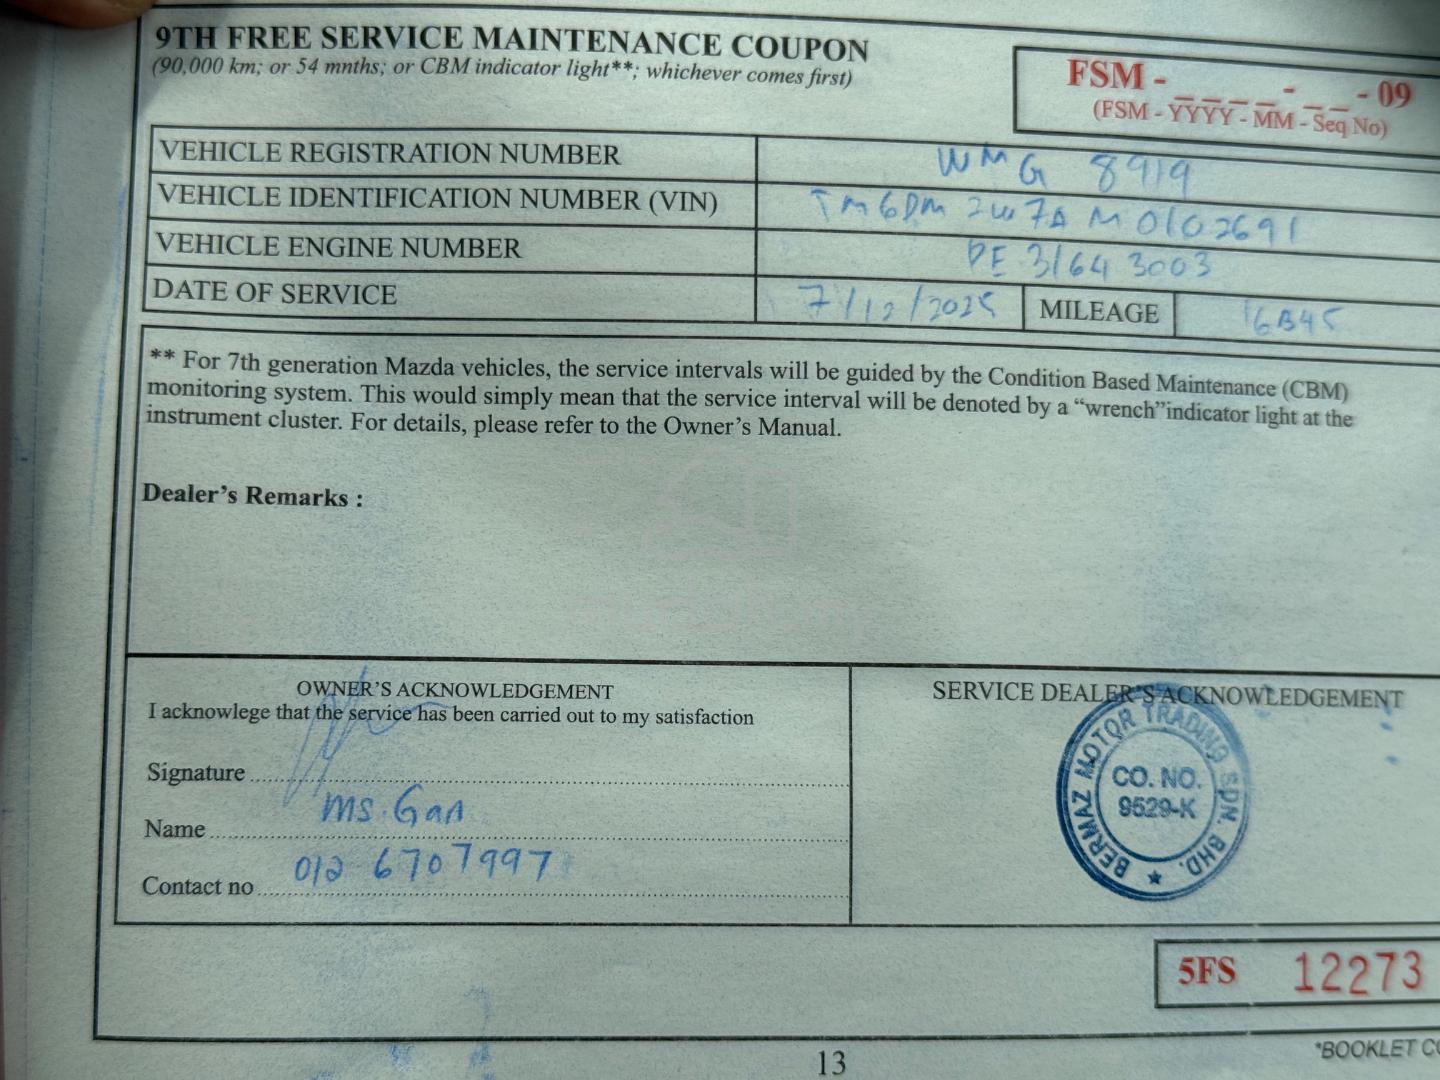 9TH FREE SERVICE MAINTENANCE COUPON
(90,000 km; or 54 mnths; or CBM indicator light**; whichever comes first)
FSM - _ _ _ _ - _ _ - 09
(FSM - YYYY - MM - Seq No)
VEHICLE REGISTRATION NUMBER WMG 8919
VEHICLE IDENTIFICATION NUMBER (VIN) TM6DM2W7AM0102691
VEHICLE ENGINE NUMBER PE 31643003
DATE OF SERVICE 7/12/2025 MILEAGE
** For 7th generation Mazda vehicles, the service intervals will be guided by the Condition Based Maintenance (CBM)
monitoring system. This would simply mean that the service interval will be denoted by a “wrench”indicator light at the
instrument cluster. For details, please refer to the Owner’s Manual.
Dealer’s Remarks :
OWNER’S ACKNOWLEDGEMENT
I acknowlege that the service has been carried out to my satisfaction
Signature
Name Ms. Gan
Contact no 012 6707997
SERVICE DEALER’S ACKNOWLEDGEMENT
BERMAZ MOTOR TRADING SDN. BHD.
CO. NO.
9529-K
5FS 12273
13
*BOOKLET